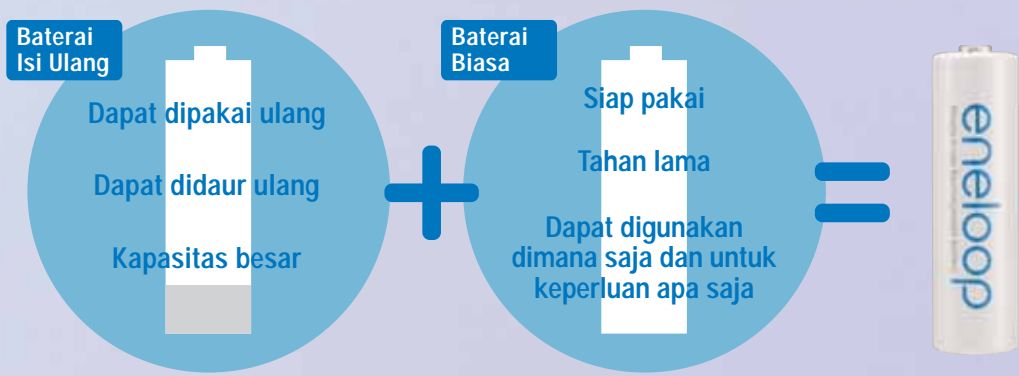 Baterai
Isi Ulang
Dapat dipakai ulang
Dapat didaur ulang
Kapasitas besar
Baterai
Biasa
Siap pakai
Tahan lama
Dapat digunakan
dimana saja dan untuk
keperluan apa saja
eneloop